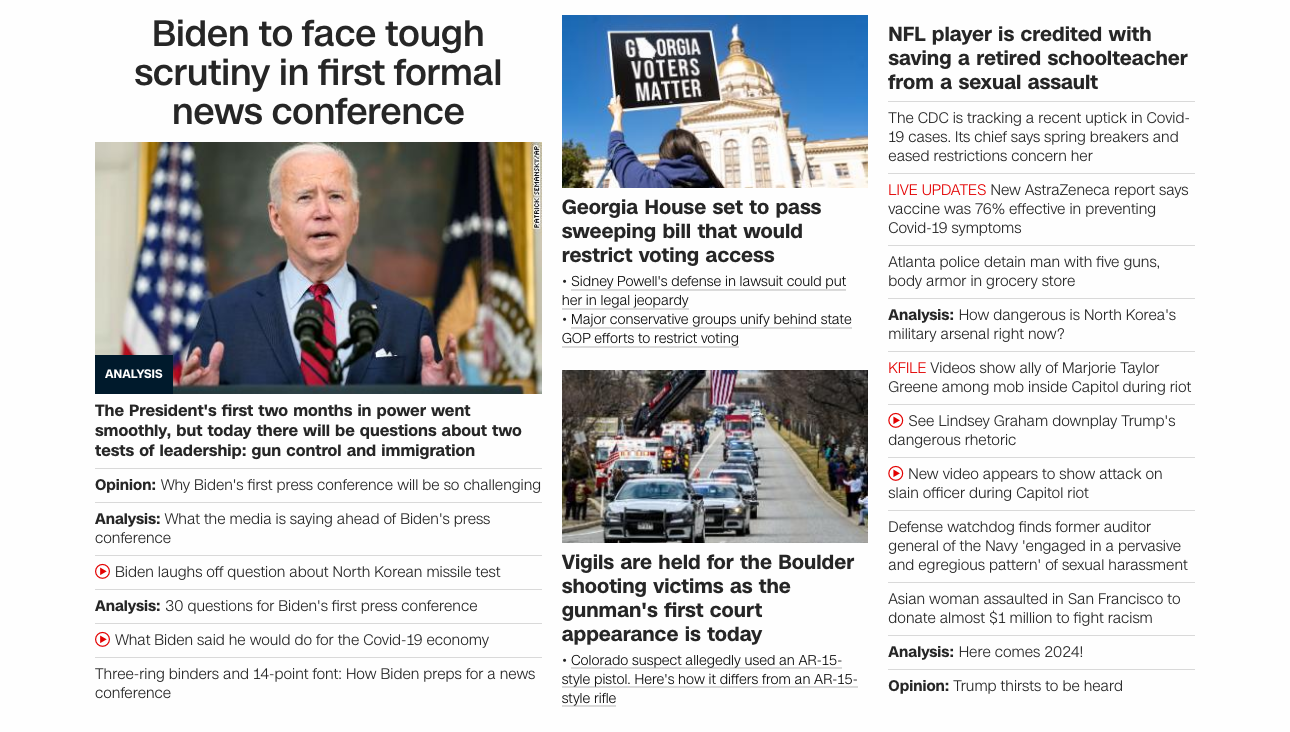 Biden to face tough
scrutiny in first formal
news conference
PATRICK SEMANSKY/AP
ANALYSIS
The President's first two months in power went
smoothly, but today there will be questions about two
tests of leadership: gun control and immigration
Opinion: Why Biden's first press conference will be so challenging
Analysis: What the media is saying ahead of Biden's press
conference
Biden laughs off question about North Korean missile test
Analysis: 30 questions for Biden's first press conference
What Biden said he would do for the Covid-19 economy
Three-ring binders and 14-point font: How Biden preps for a news
conference
GEORGIA
VOTERS
MATTER
Georgia House set to pass
sweeping bill that would
restrict voting access
• Sidney Powell's defense in lawsuit could put
her in legal jeopardy
• Major conservative groups unify behind state
GOP efforts to restrict voting
Vigils are held for the Boulder
shooting victims as the
gunman's first court
appearance is today
• Colorado suspect allegedly used an AR-15-
style pistol. Here's how it differs from an AR-15-
style rifle
NFL player is credited with
saving a retired schoolteacher
from a sexual assault
The CDC is tracking a recent uptick in Covid-
19 cases. Its chief says spring breakers and
eased restrictions concern her
LIVE UPDATES New AstraZeneca report says
vaccine was 76% effective in preventing
Covid-19 symptoms
Atlanta police detain man with five guns,
body armor in grocery store
Analysis: How dangerous is North Korea's
military arsenal right now?
KFILE Videos show ally of Marjorie Taylor
Greene among mob inside Capitol during riot
See Lindsey Graham downplay Trump's
dangerous rhetoric
New video appears to show attack on
slain officer during Capitol riot
Defense watchdog finds former auditor
general of the Navy 'engaged in a pervasive
and egregious pattern' of sexual harassment
Asian woman assaulted in San Francisco to
donate almost $1 million to fight racism
Analysis: Here comes 2024!
Opinion: Trump thirsts to be heard